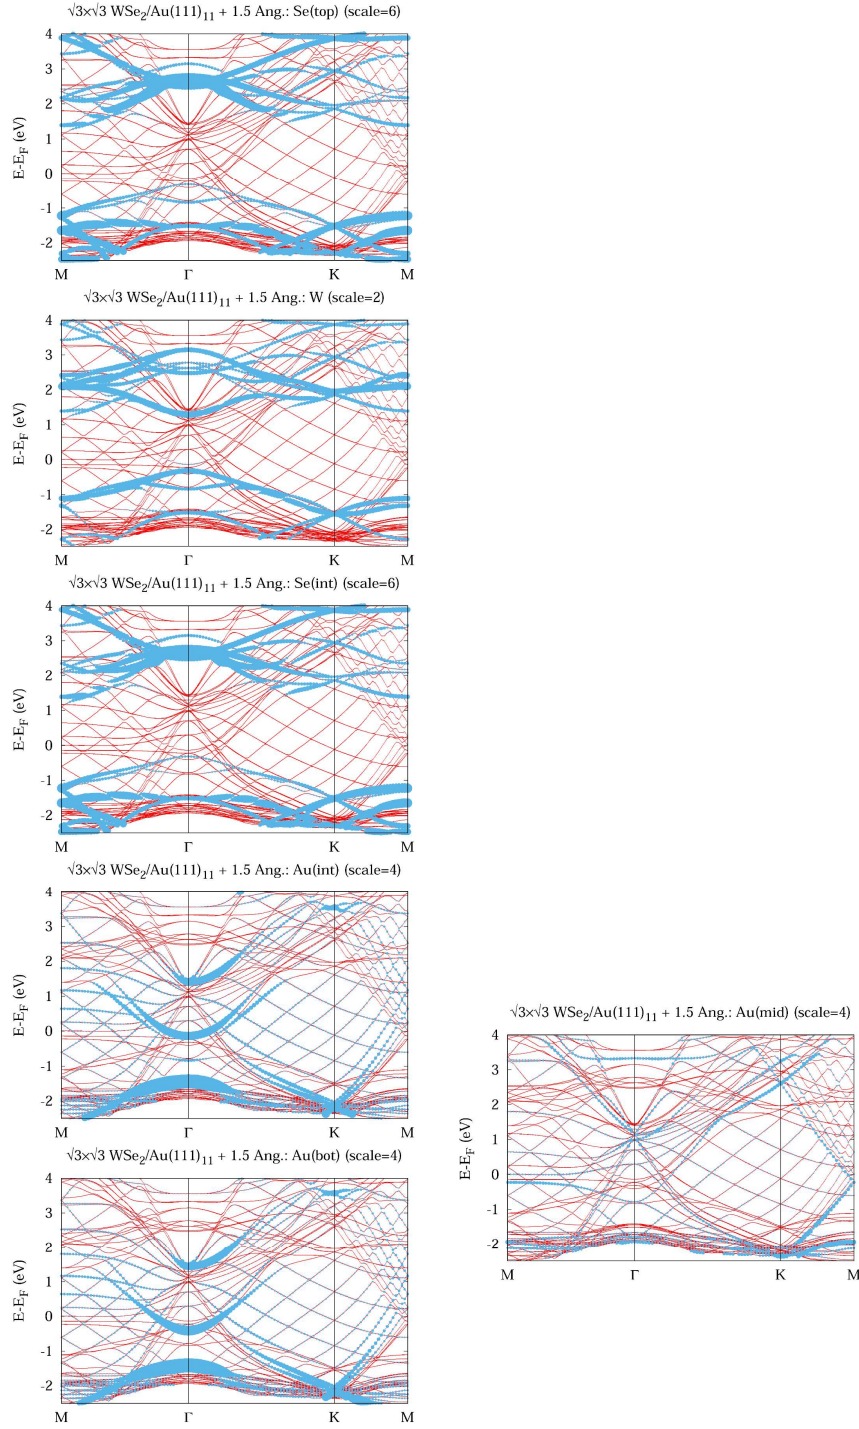 √3×√3 WSe2/Au(111)11 + 1.5 Ang.: Se(top) (scale=6)
4
3
2
1
0
-1
-2
E-EF (eV)
M Γ K M
√3×√3 WSe2/Au(111)11 + 1.5 Ang.: W (scale=2)
4
3
2
1
0
-1
-2
E-EF (eV)
M Γ K M
√3×√3 WSe2/Au(111)11 + 1.5 Ang.: Se(int) (scale=6)
4
3
2
1
0
-1
-2
E-EF (eV)
M Γ K M
√3×√3 WSe2/Au(111)11 + 1.5 Ang.: Au(int) (scale=4)
4
3
2
1
0
-1
-2
E-EF (eV)
M Γ K M
√3×√3 WSe2/Au(111)11 + 1.5 Ang.: Au(mid) (scale=4)
4
3
2
1
0
-1
-2
E-EF (eV)
M Γ K M
√3×√3 WSe2/Au(111)11 + 1.5 Ang.: Au(bot) (scale=4)
4
3
2
1
0
-1
-2
E-EF (eV)
M Γ K M